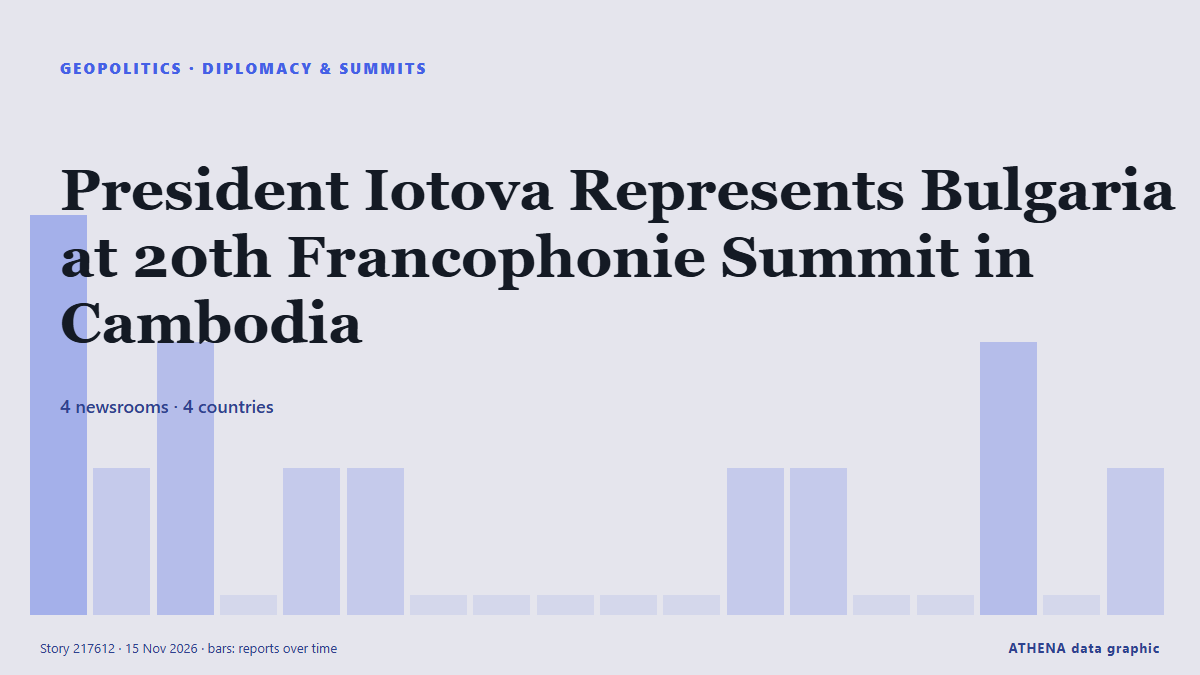 GEOPOLITICS · DIPLOMACY & SUMMITS
President Iotova Represents Bulgaria
at 20th Francophonie Summit in
Cambodia
4 newsrooms · 4 countries
Story 217612 · 15 Nov 2026 · bars: reports over time
ATHENA data graphic